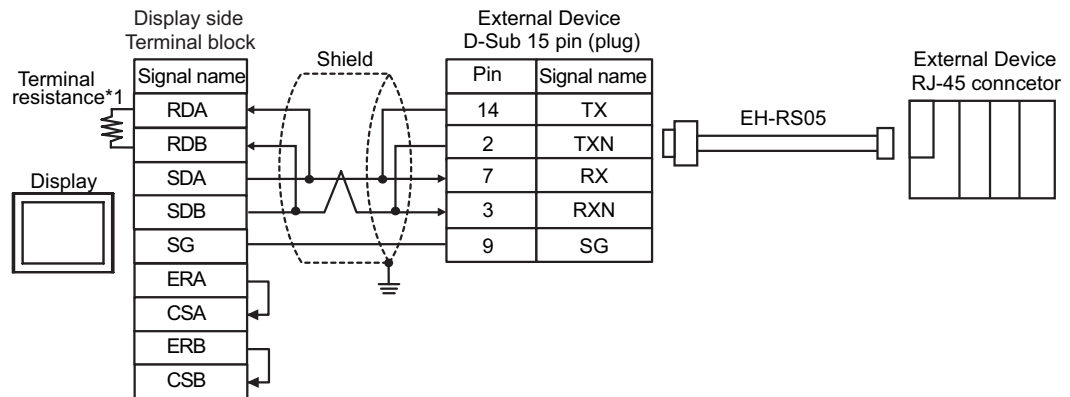 Display side
Terminal block
External Device
D-Sub 15 pin (plug)
External Device
RJ-45 conncetor
Shield
Terminal
resistance*1
Signal name
Pin Signal name
RDA 14 TX
RDB 2 TXN
SDA 7 RX
SDB 3 RXN
SG 9 SG
ERA
CSA
ERB
CSB
EH-RS05
Display